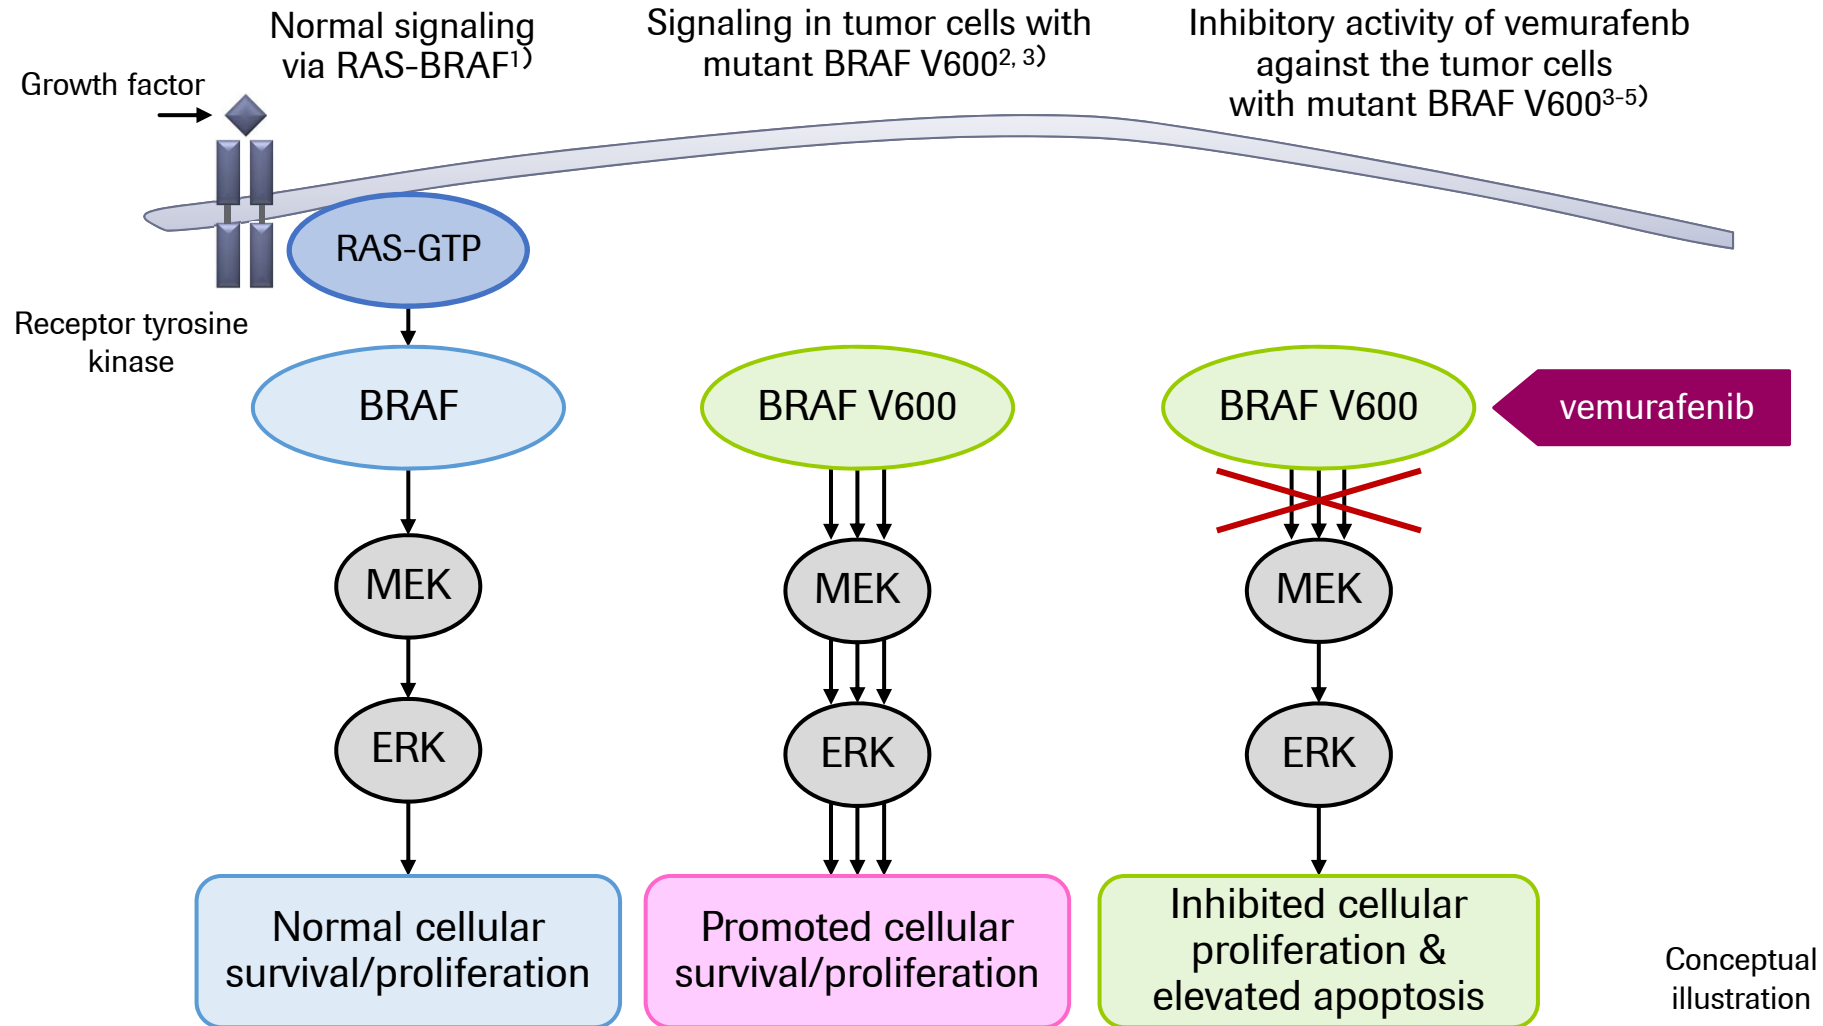 Normal signaling
via RAS-BRAF¹⁾
Signaling in tumor cells with
mutant BRAF V600²˒ ³⁾
Inhibitory activity of vemurafenb
against the tumor cells
with mutant BRAF V600³⁻⁵⁾
Growth factor
RAS-GTP
Receptor tyrosine
kinase
BRAF
BRAF V600
BRAF V600
vemurafenib
MEK
MEK
MEK
ERK
ERK
ERK
Normal cellular
survival/proliferation
Promoted cellular
survival/proliferation
Inhibited cellular
proliferation &
elevated apoptosis
Conceptual
illustration